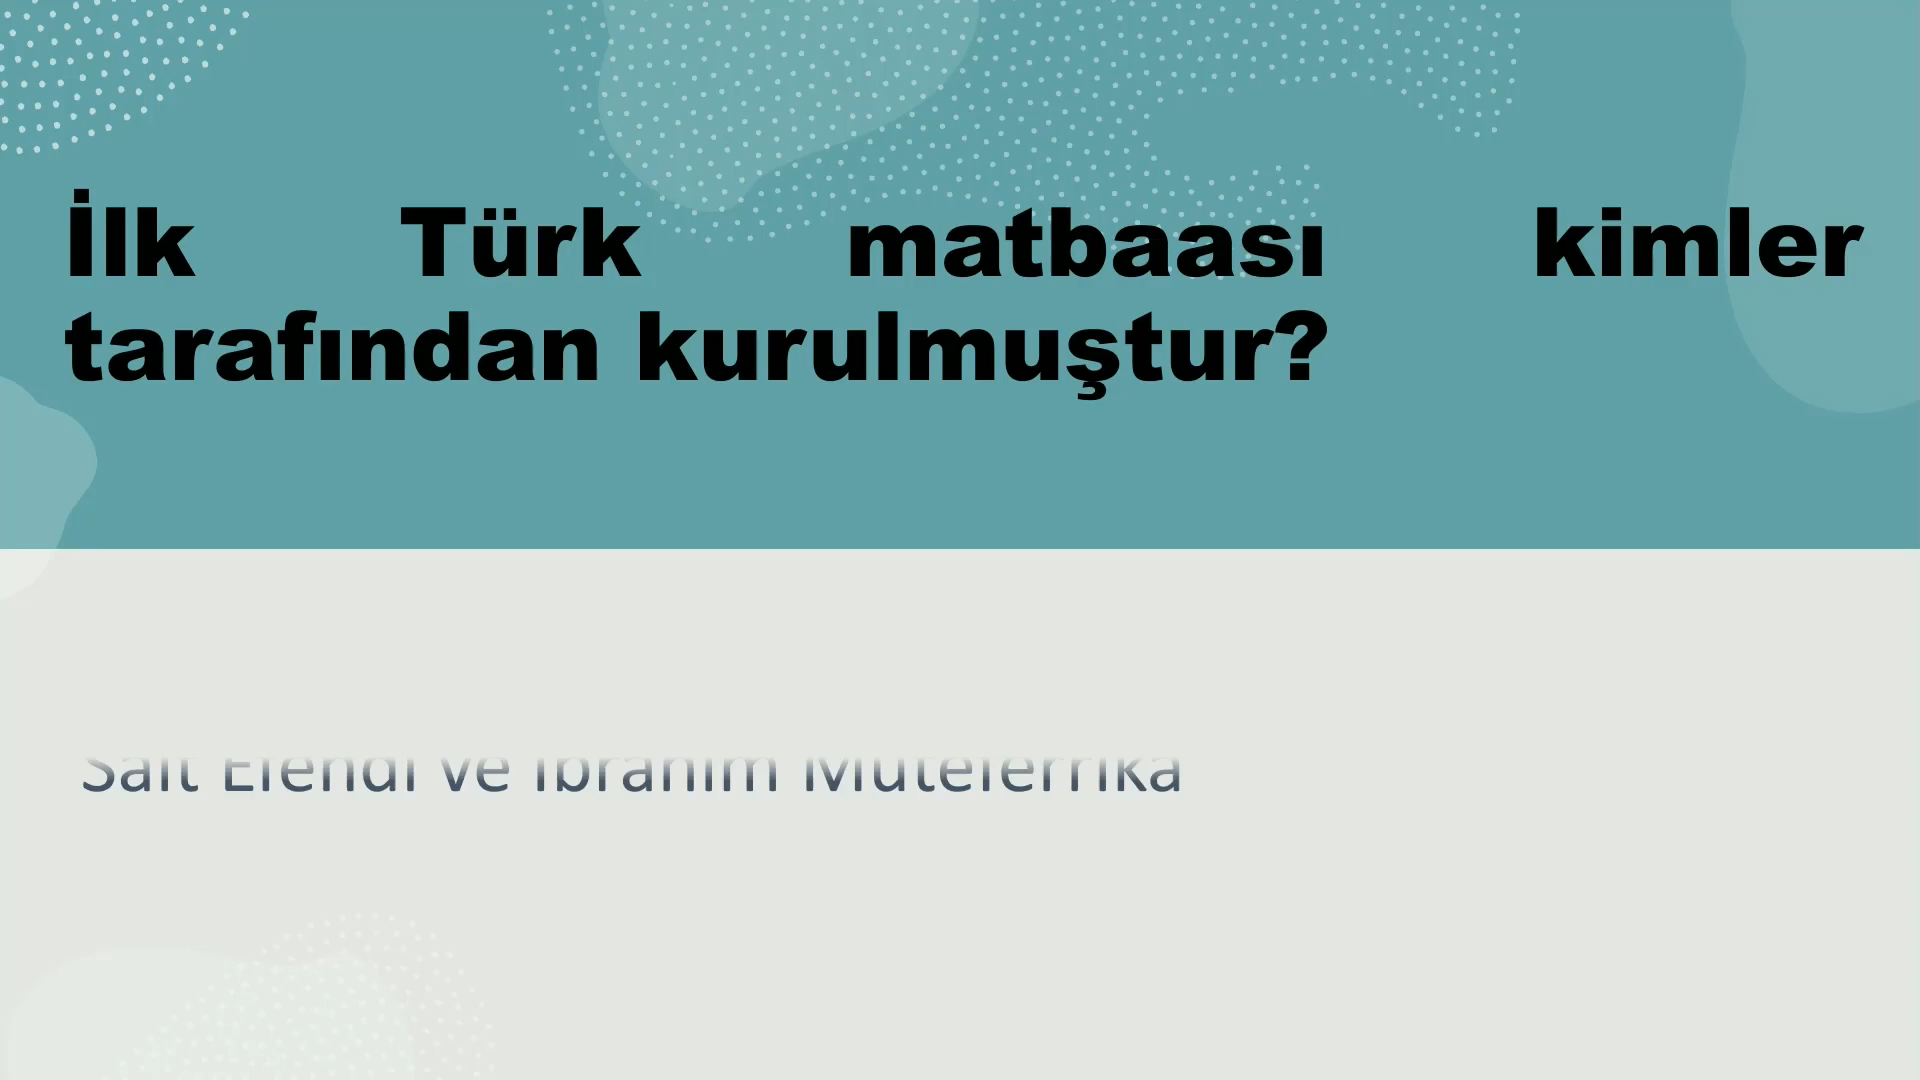 İlk Türk matbaası kimler
tarafından kurulmuştur?
Sait Efendi ve İbrahim Müteferrika